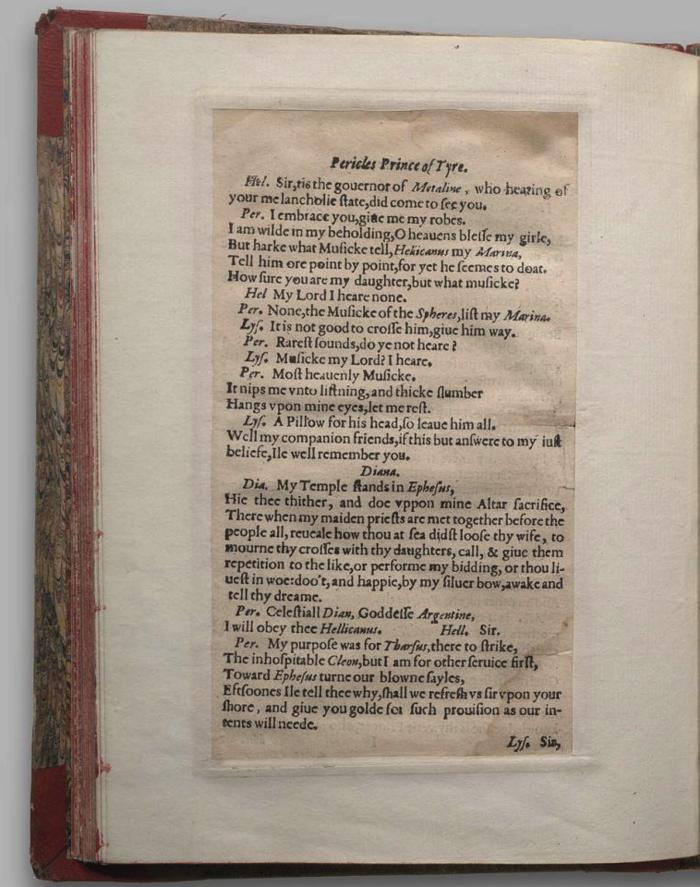 Pericles Prince of Tyre.
Hel. Sir,tis the gouernor of Metaline, who hearing of
your melancholie ſtate,did come to ſee you.
Per. I embrace you,giue me my robes.
I am wilde in my beholding,O heauens bleſſe my girle,
But harke what Muſicke tell,Hellicanus my Marina,
Tell him ore point by point,for yet he ſeemes to doat.
How ſure you are my daughter,but what muſicke?
Hel My Lord I heare none.
Per. None,the Muſicke of the Spheres,liſt my Marina.
Lyſ. It is not good to croſſe him,giue him way.
Per. Rareſt ſounds,do ye not heare?
Lyſ. Muſicke my Lord? I heare.
Per. Moſt heauenly Muſicke.
It nips me vnto liſtning,and thicke ſlumber
Hangs vpon mine eyes,let me reſt.
Lyſ. A Pillow for his head,ſo leaue him all.
Well my companion friends,if this but anſwere to my iuſt
beliefe,Ile well remember you.
Diana.
Dia. My Temple ſtands in Epheſus,
Hie thee thither, and doe vppon mine Altar ſacrifice,
There when my maiden prieſts are met together before the
people all,reueale how thou at ſea didſt looſe thy wife, to
mourne thy croſſes with thy daughters, call, & giue them
repetition to the like,or performe my bidding, or thou li-
ueſt in woe:doo't,and happie,by my ſiluer bow,awake and
tell thy dreame.
Per. Celeſtiall Dian, Goddeſſe Argentine,
I will obey thee Hellicanus. Hell. Sir.
Per. My purpoſe was for Tharſus,there to ſtrike,
The inhoſpitable Cleon,but I am for other ſeruice firſt,
Toward Epheſus turne our blowne ſayles,
Eftſoones Ile tell thee why,ſhall we refreſh vs ſir vpon your
ſhore, and giue you golde for ſuch prouiſion as our in-
tents will neede.
Lyſ. Sir,